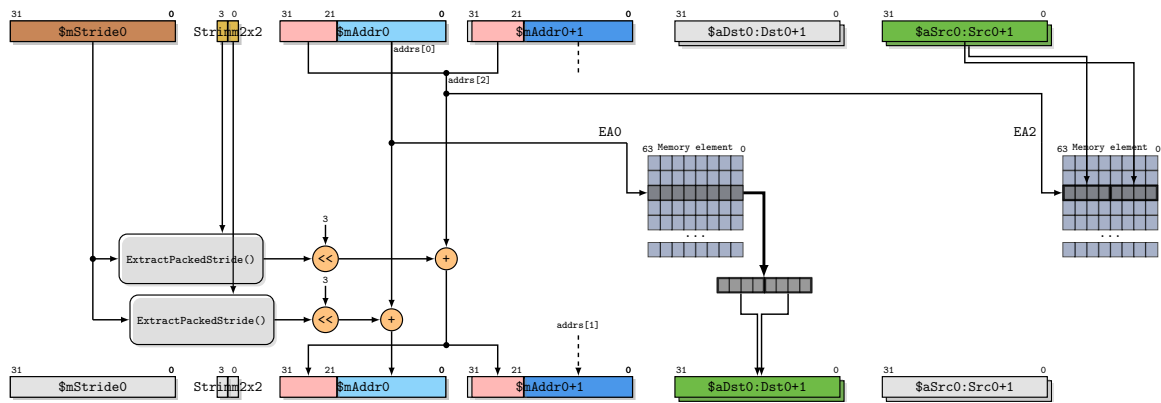 31 0 3 0 31 21 0 31 21 0 31 0 31 0
$mStride0 Strimm2x2 $mAddr0 $mAddr0+1 $aDst0:Dst0+1 $aSrc0:Src0+1
addrs[0]
addrs[2]
EA0 EA2
63 Memory element 0 63 Memory element 0
3
... ...
ExtractPackedStride() << +
3
ExtractPackedStride() << +
addrs[1]
31 0 3 0 31 21 0 31 21 0 31 0 31 0
$mStride0 Strimm2x2 $mAddr0 $mAddr0+1 $aDst0:Dst0+1 $aSrc0:Src0+1